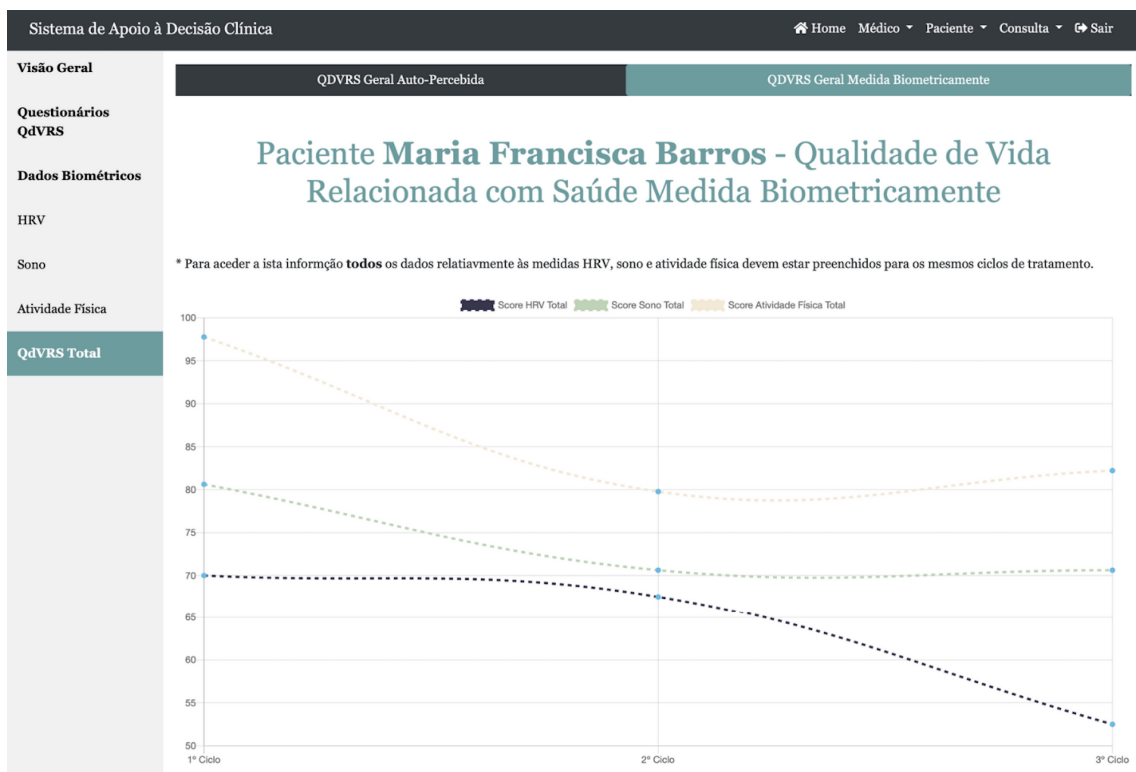 Sistema de Apoio à Decisão Clínica
Home Médico Paciente Consulta Sair
Visão Geral
Questionários
QdVRS
Dados Biométricos
HRV
Sono
Atividade Física
QdVRS Total
QDVRS Geral Auto-Percebida
QDVRS Geral Medida Biometricamente
Paciente Maria Francisca Barros - Qualidade de Vida
Relacionada com Saúde Medida Biometricamente
* Para aceder a ista informção todos os dados relatiavmente às medidas HRV, sono e atividade física devem estar preenchidos para os mesmos ciclos de tratamento.
Score HRV Total Score Sono Total Score Atividade Física Total
100
95
90
85
80
75
70
65
60
55
50
1º Ciclo 2º Ciclo 3º Ciclo